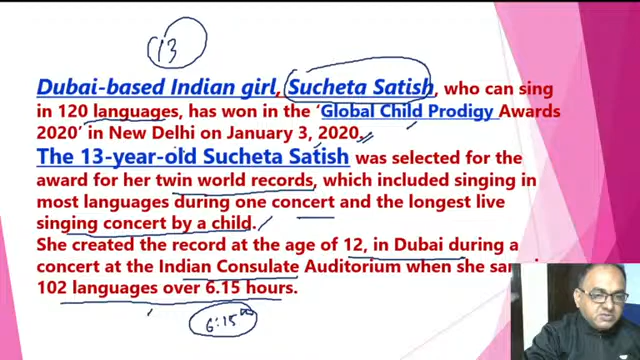 13
Dubai-based Indian girl, Sucheta Satish, who can sing
in 120 languages, has won in the ‘Global Child Prodigy Awards
2020’ in New Delhi on January 3, 2020.
The 13-year-old Sucheta Satish was selected for the
award for her twin world records, which included singing in
most languages during one concert and the longest live
singing concert by a child.
She created the record at the age of 12, in Dubai during a
concert at the Indian Consulate Auditorium when she
102 languages over 6.15 hours.
6:15